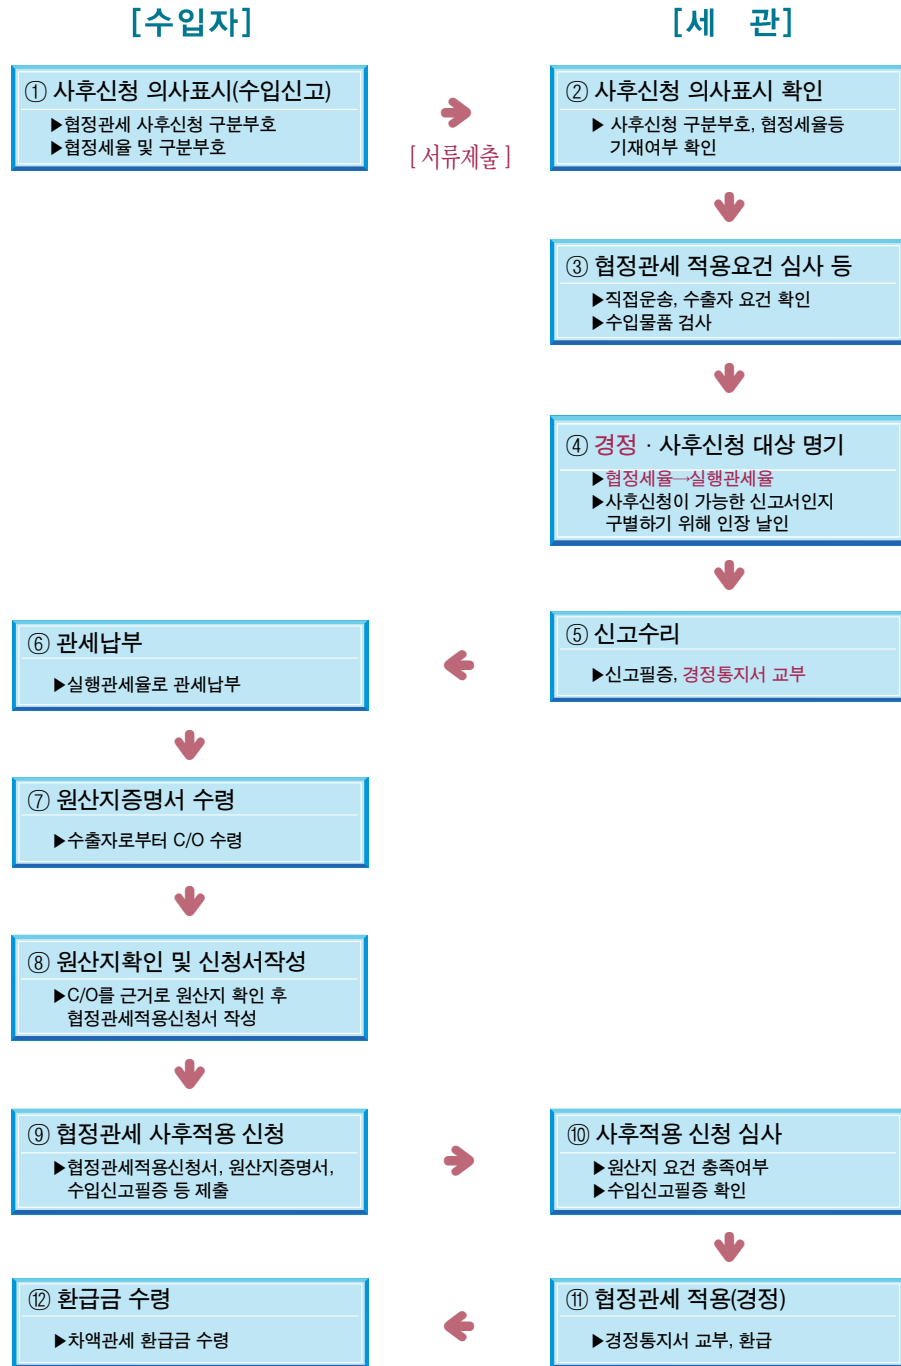 [수입자]
[세 관]
① 사후신청 의사표시(수입신고)
▶협정관세 사후신청 구분부호
▶협정세율 및 구분부호
[서류제출]
② 사후신청 의사표시 확인
▶ 사후신청 구분부호, 협정세율등
기재여부 확인
③ 협정관세 적용요건 심사 등
▶직접운송, 수출자 요건 확인
▶수입물품 검사
④ 경정 · 사후신청 대상 명기
▶협정세율→실행관세율
▶사후신청이 가능한 신고서인지
구별하기 위해 인장 날인
⑤ 신고수리
▶신고필증, 경정통지서 교부
⑥ 관세납부
▶실행관세율로 관세납부
⑦ 원산지증명서 수령
▶수출자로부터 C/O 수령
⑧ 원산지확인 및 신청서작성
▶C/O를 근거로 원산지 확인 후
협정관세적용신청서 작성
⑨ 협정관세 사후적용 신청
▶협정관세적용신청서, 원산지증명서,
수입신고필증 등 제출
⑩ 사후적용 신청 심사
▶원산지 요건 충족여부
▶수입신고필증 확인
⑪ 협정관세 적용(경정)
▶경정통지서 교부, 환급
⑫ 환급금 수령
▶차액관세 환급금 수령